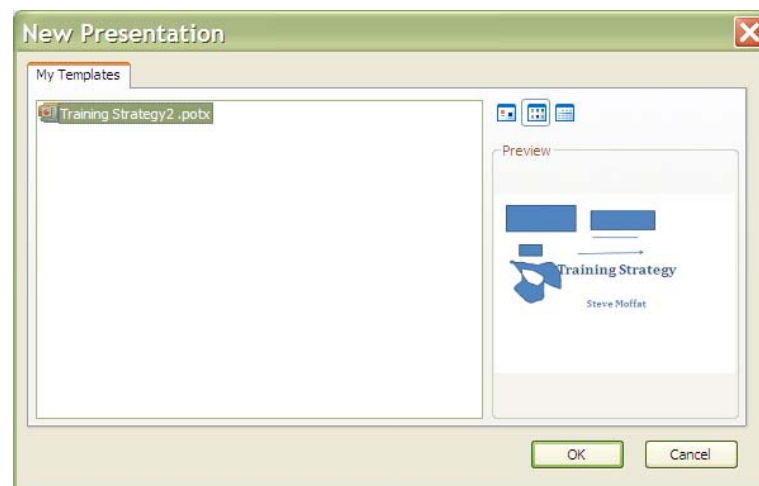 New Presentation
My Templates
Training Strategy2 .potx
Preview
Training Strategy
Steve Moffat
OK
Cancel